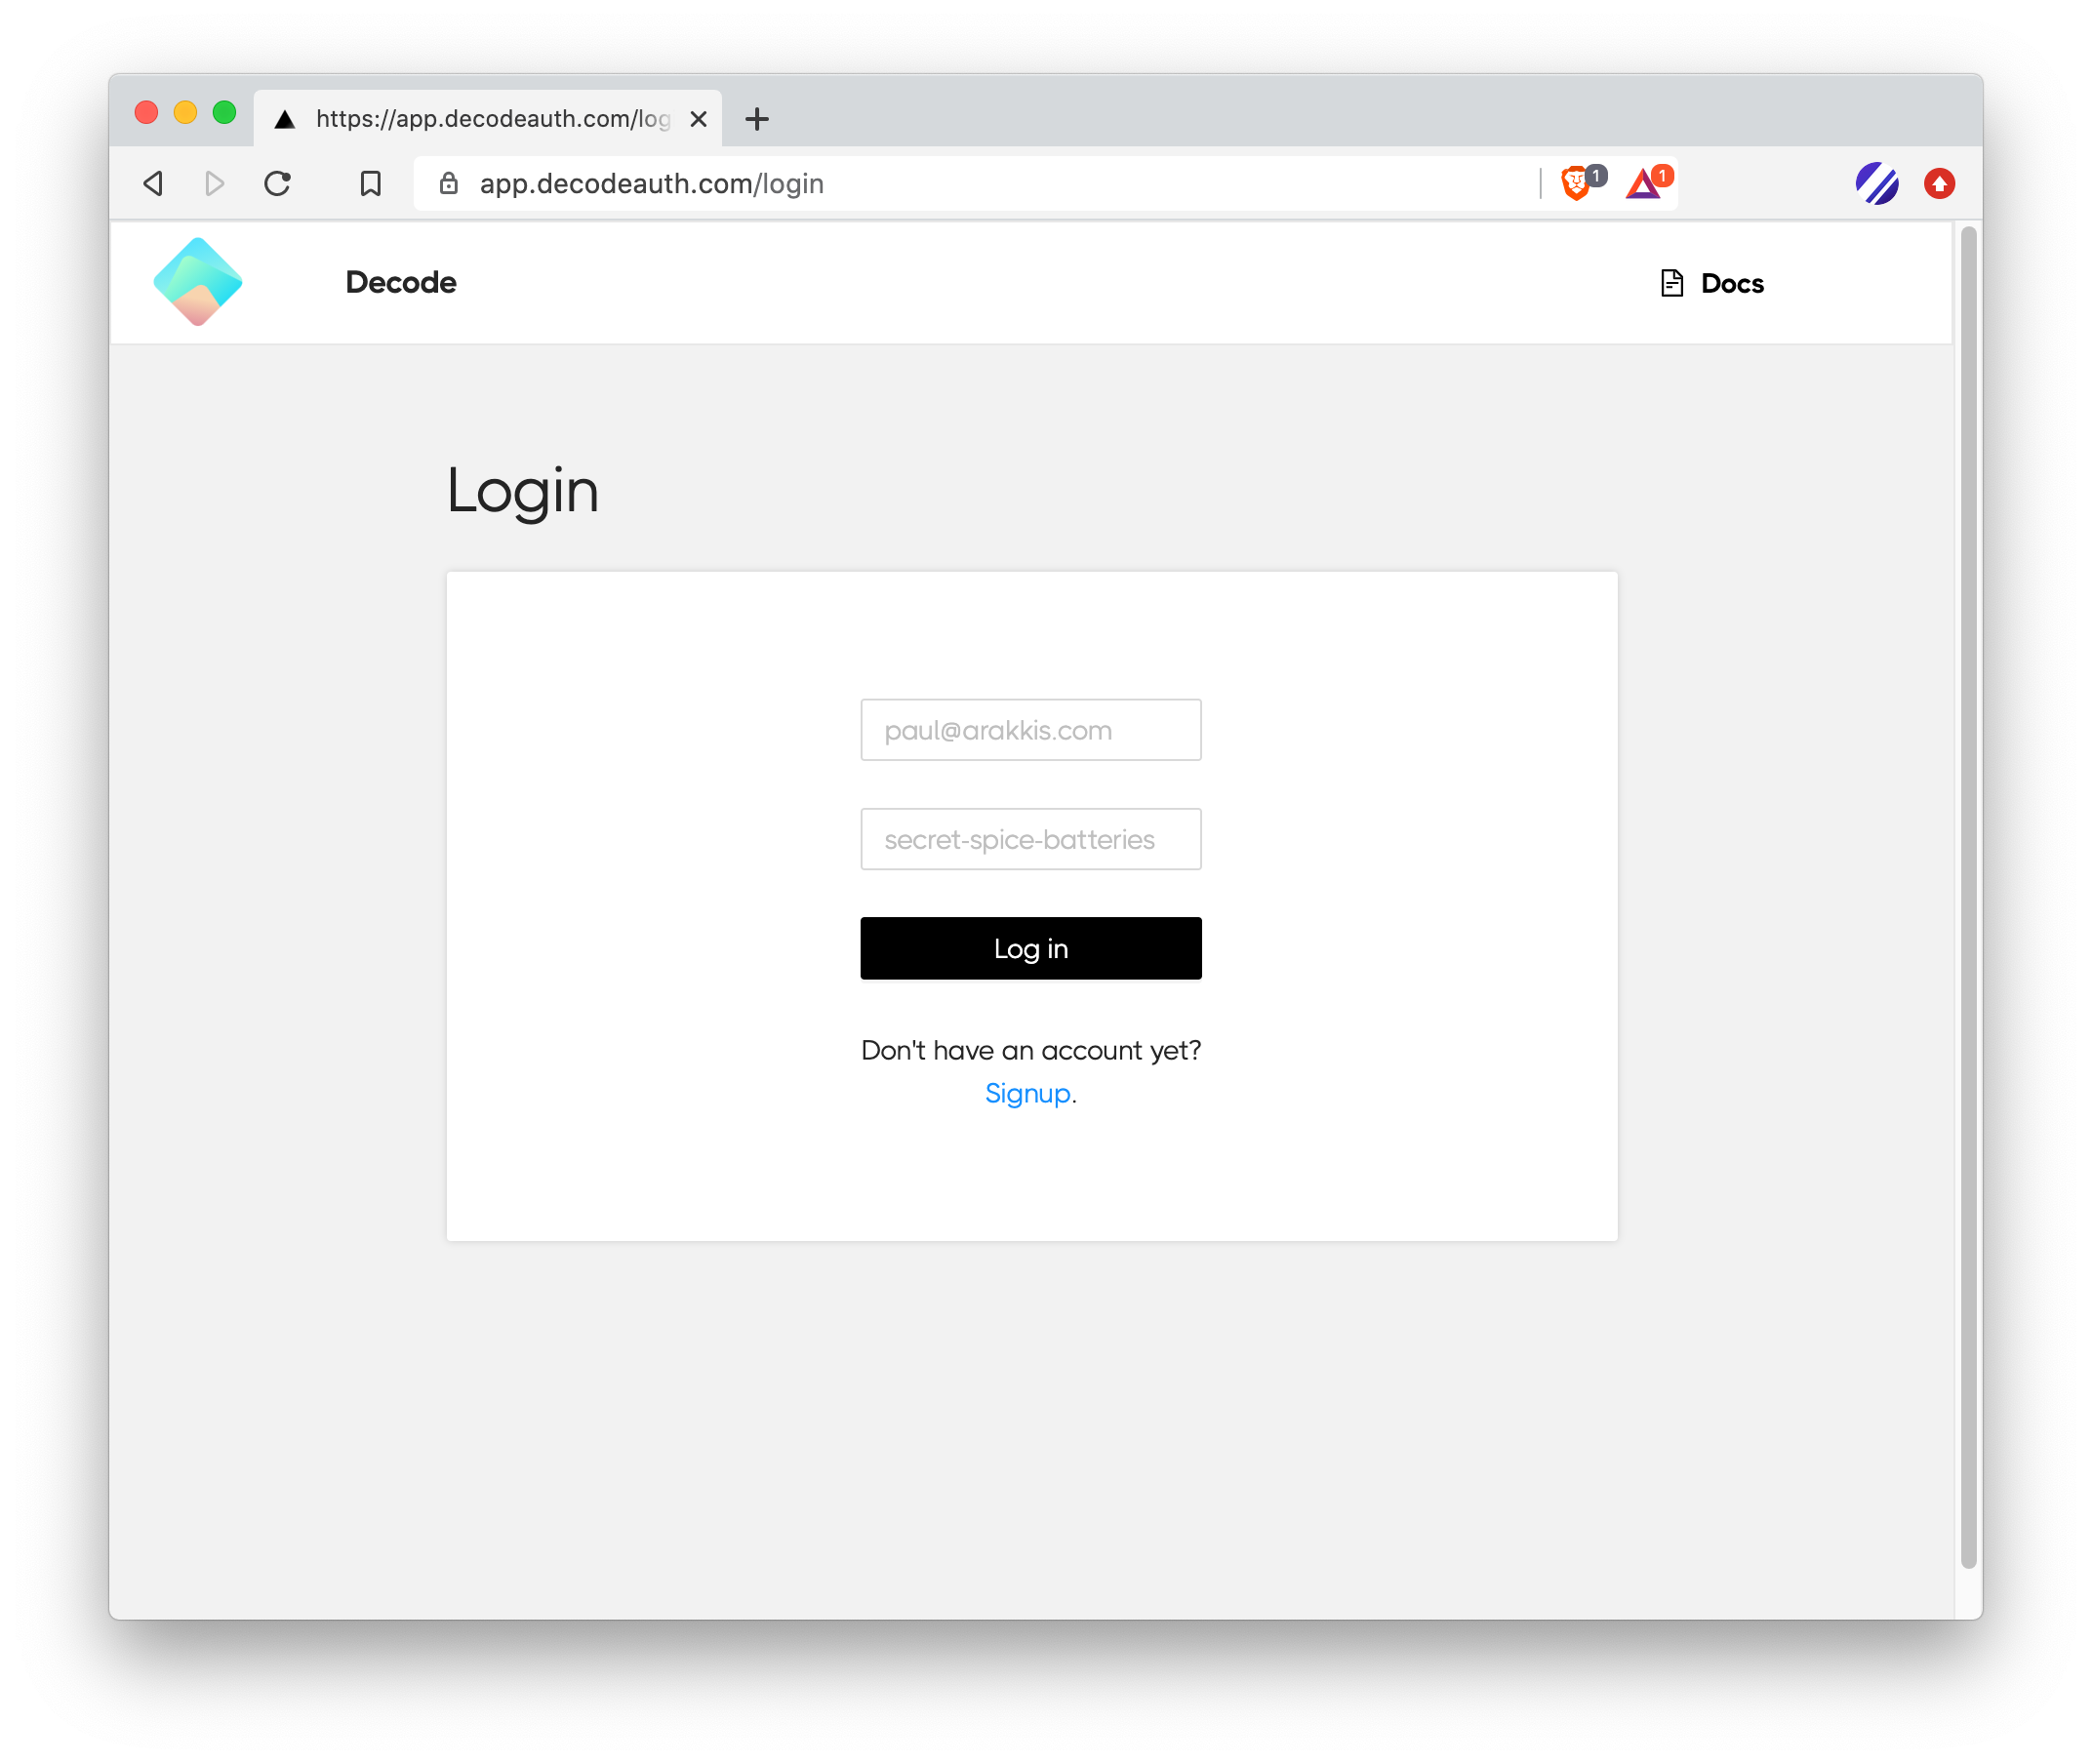 https://app.decodeauth.com/log
app.decodeauth.com/login
1
1
Decode
Docs
Login
paul@arakkis.com
secret-spice-batteries
Log in
Don't have an account yet?
Signup.